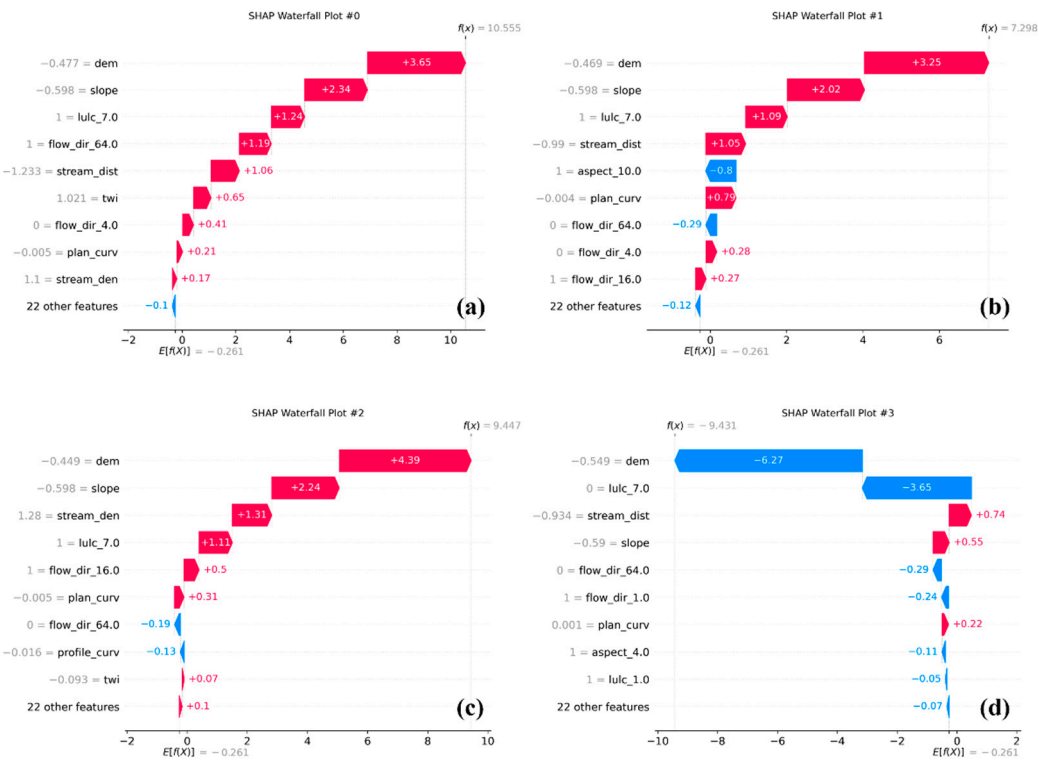 SHAP Waterfall Plot #0
f(x) = 10.555
−0.477 = dem +3.65
−0.598 = slope +2.34
1 = lulc_7.0 +1.24
1 = flow_dir_64.0 +1.19
−1.233 = stream_dist +1.06
1.021 = twi +0.65
0 = flow_dir_4.0 +0.41
−0.005 = plan_curv +0.21
1.1 = stream_den +0.17
22 other features −0.1
(a)
−2 0 2 4 6 8 10
E[f(X)] = −0.261
SHAP Waterfall Plot #1
f(x) = 7.298
−0.469 = dem +3.25
−0.598 = slope +2.02
1 = lulc_7.0 +1.09
−0.99 = stream_dist +1.05
1 = aspect_10.0 −0.8
−0.004 = plan_curv +0.79
0 = flow_dir_64.0 −0.29
0 = flow_dir_4.0 +0.28
1 = flow_dir_16.0 +0.27
22 other features −0.12
(b)
0 2 4 6
E[f(X)] = −0.261
SHAP Waterfall Plot #2
f(x) = 9.447
−0.449 = dem +4.39
−0.598 = slope +2.24
1.28 = stream_den +1.31
1 = lulc_7.0 +1.11
1 = flow_dir_16.0 +0.5
−0.005 = plan_curv +0.31
0 = flow_dir_64.0 −0.19
−0.016 = profile_curv −0.13
−0.093 = twi +0.07
22 other features +0.1
(c)
−2 0 2 4 6 8 10
E[f(X)] = −0.261
SHAP Waterfall Plot #3
f(x) = −9.431
−0.549 = dem −6.27
0 = lulc_7.0 −3.65
−0.934 = stream_dist +0.74
−0.59 = slope +0.55
0 = flow_dir_64.0 −0.29
1 = flow_dir_1.0 −0.24
0.001 = plan_curv +0.22
1 = aspect_4.0 −0.11
1 = lulc_1.0 −0.05
22 other features −0.07
(d)
−10 −8 −6 −4 −2 0 2
E[f(X)] = −0.261